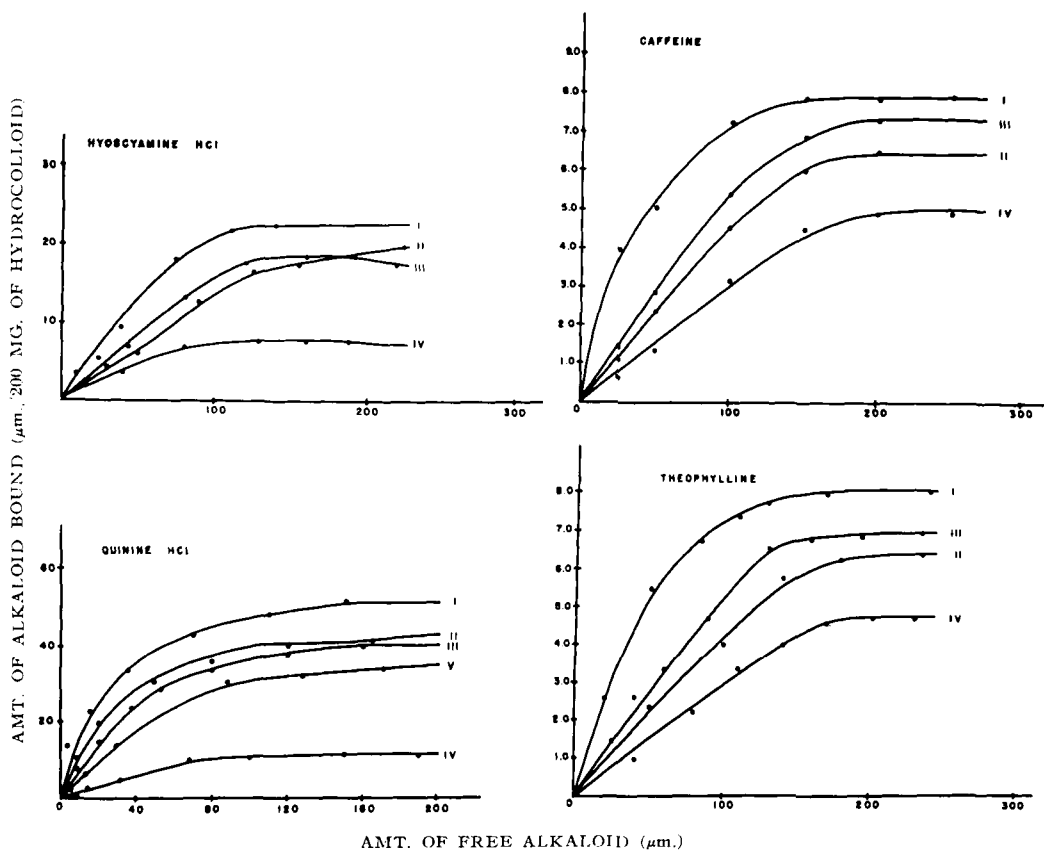 AMT. OF ALKALOID BOUND (µm. 200 MG. OF HYDROCOLLOID)
HYOSCYAMINE HCl
30
20
10
100
200
300
I
II
III
IV
CAFFEINE
9.0
8.0
7.0
6.0
5.0
4.0
3.0
2.0
1.0
0
100
200
300
I
III
II
IV
QUININE HCl
60
40
20
0
40
80
120
160
200
I
II
III
V
IV
THEOPHYLLINE
8.0
7.0
6.0
5.0
4.0
3.0
2.0
1.0
0
100
200
300
I
III
II
IV
AMT. OF FREE ALKALOID (µm.)